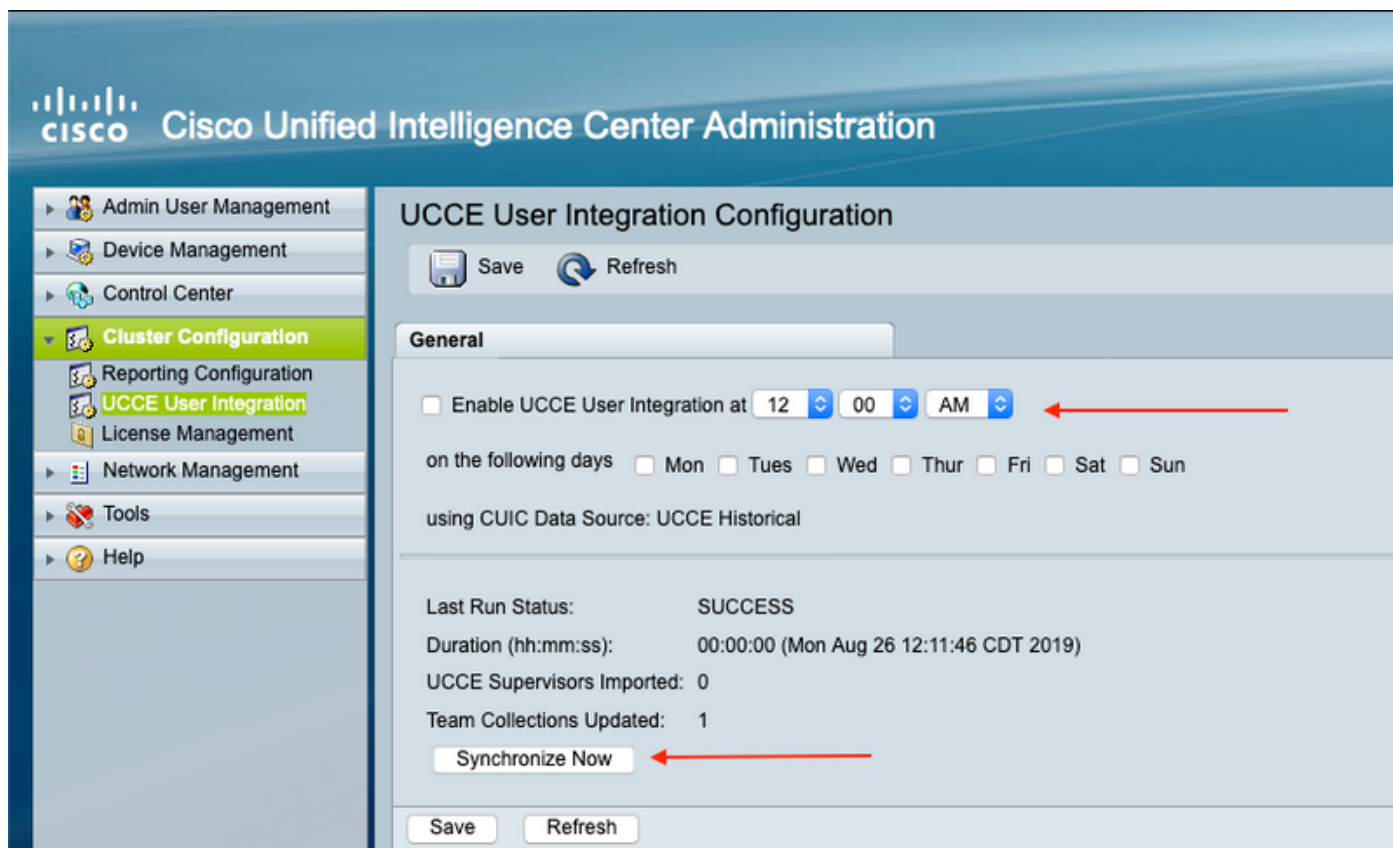 CISCO Cisco Unified Intelligence Center Administration
Admin User Management
Device Management
Control Center
Cluster Configuration
Reporting Configuration
UCCE User Integration
License Management
Network Management
Tools
Help
UCCE User Integration Configuration
Save Refresh
General
Enable UCCE User Integration at 12 00 AM
on the following days Mon Tues Wed Thur Fri Sat Sun
using CUIC Data Source: UCCE Historical
Last Run Status: SUCCESS
Duration (hh:mm:ss): 00:00:00 (Mon Aug 26 12:11:46 CDT 2019)
UCCE Supervisors Imported: 0
Team Collections Updated: 1
Synchronize Now
Save Refresh